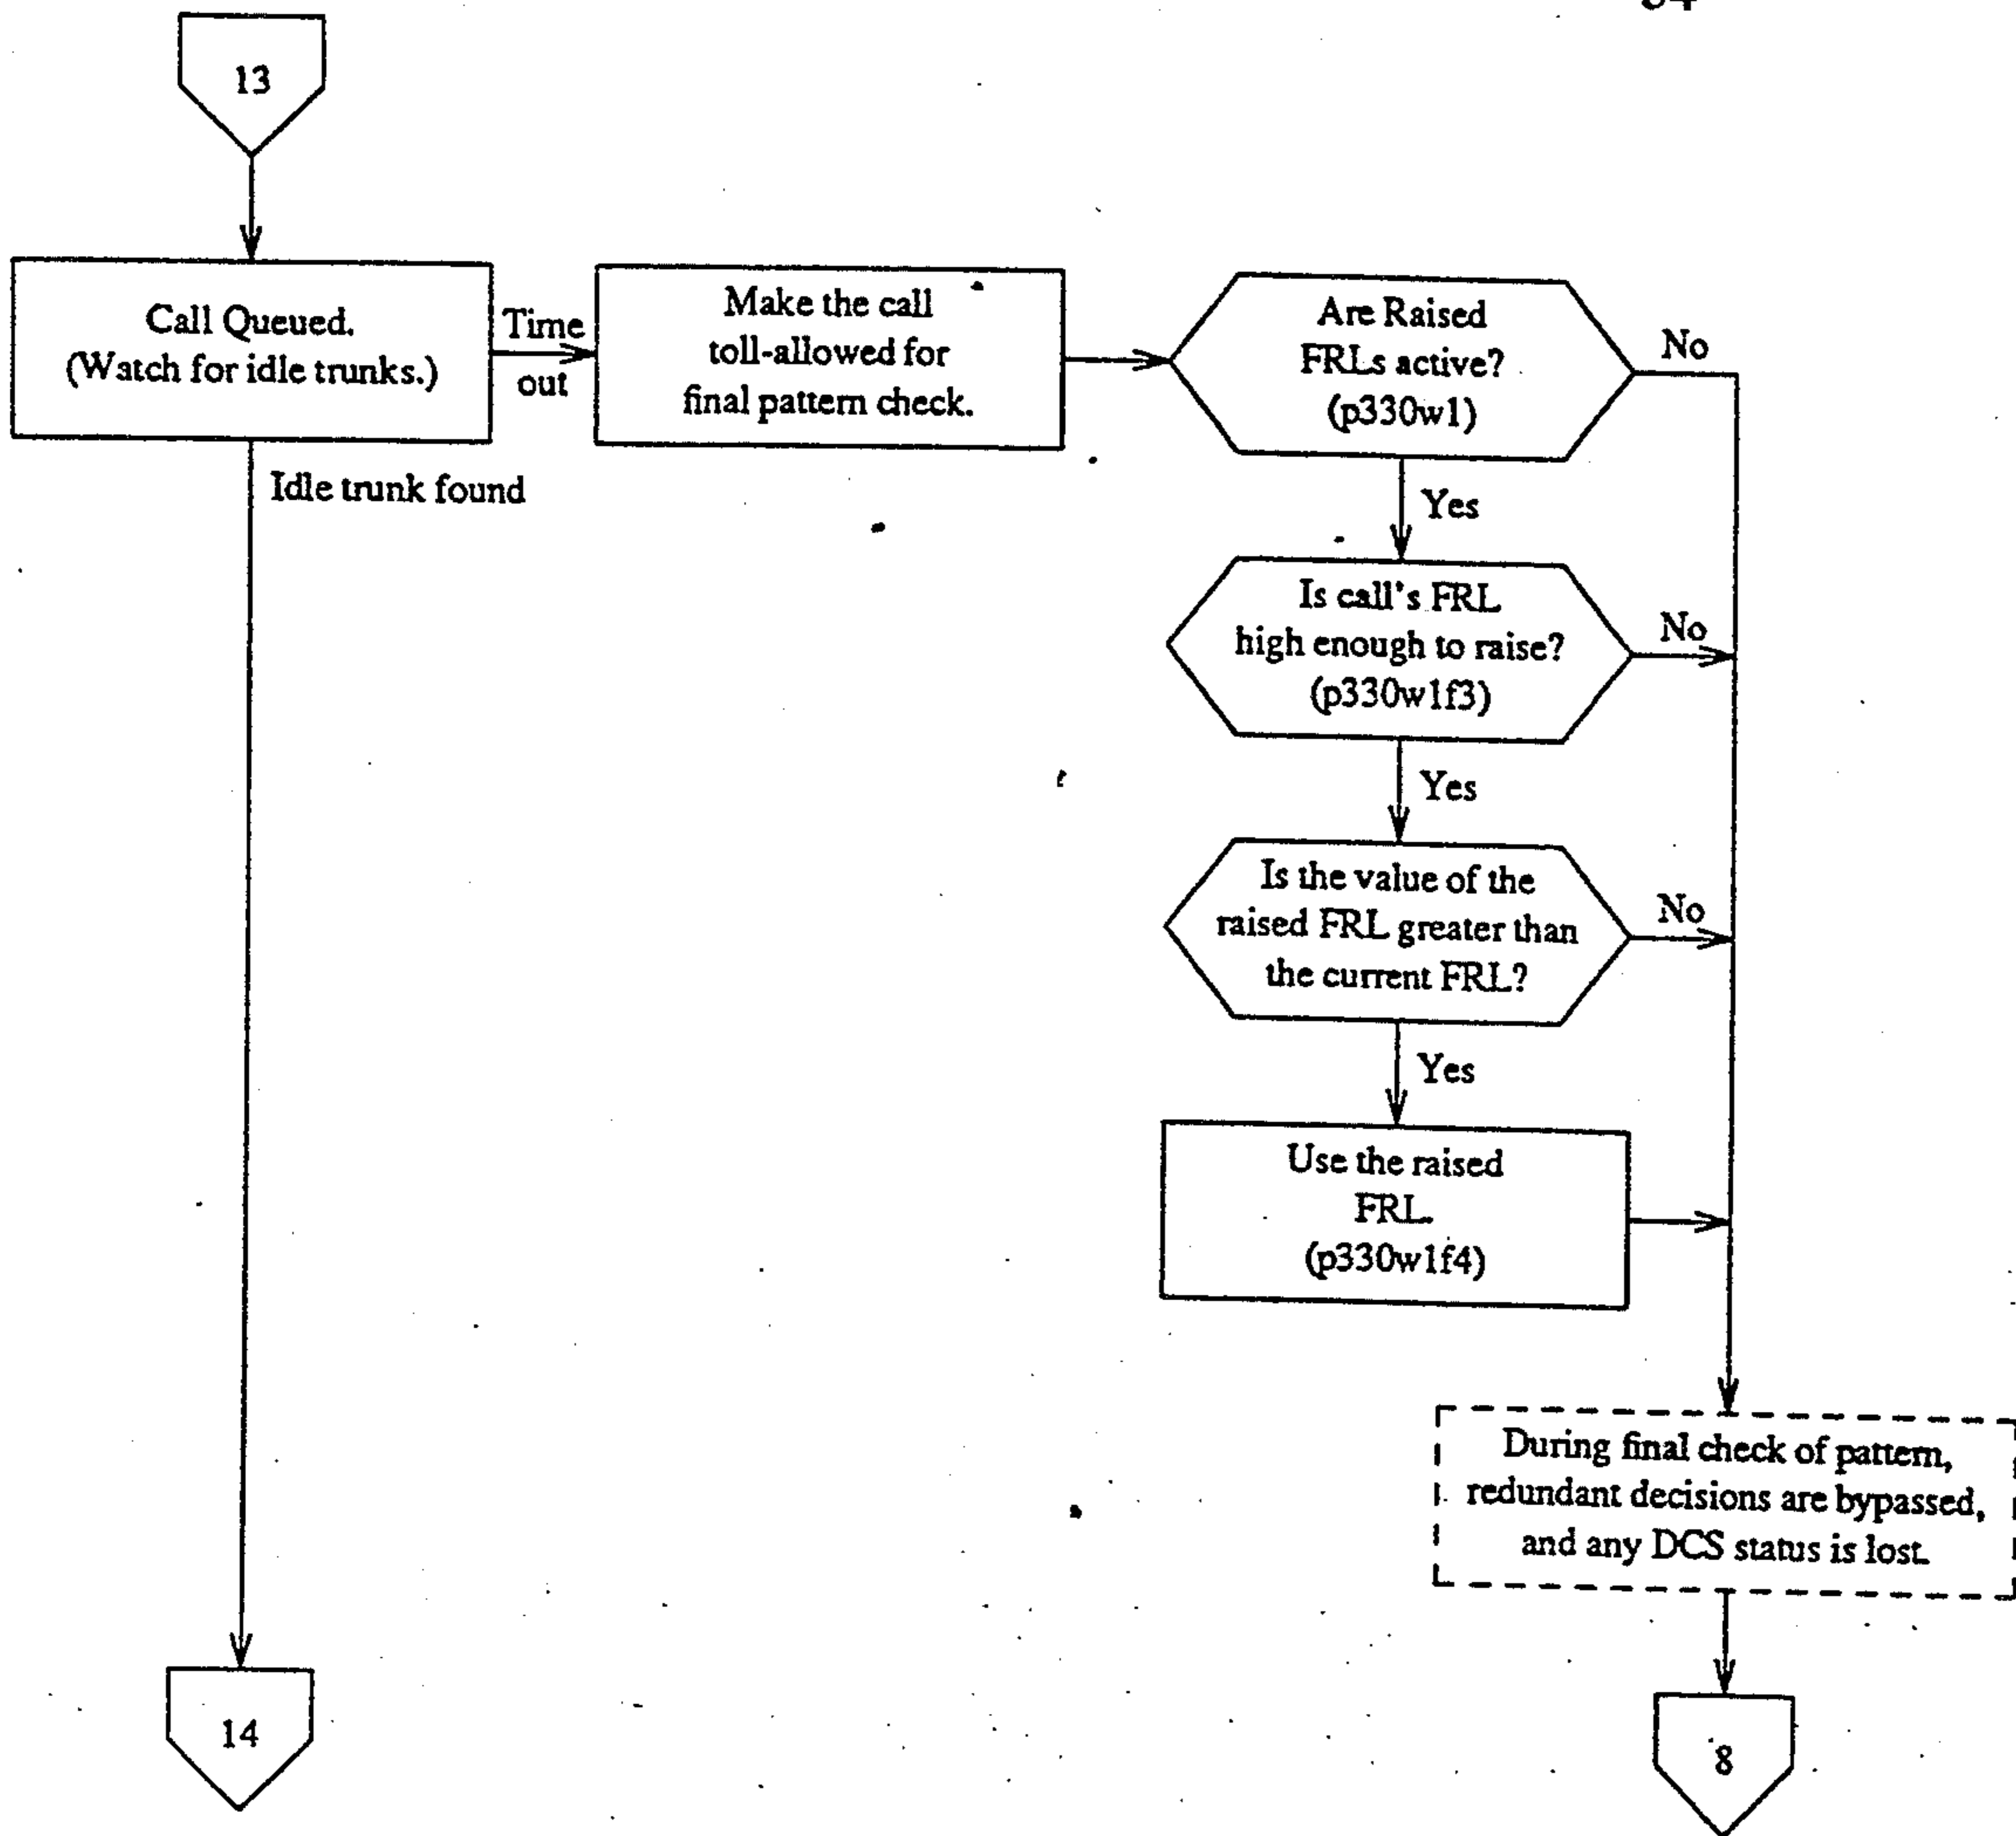 13
Call Queued.
(Watch for idle trunks.)
Time
out
Make the call
toll-allowed for
final pattern check.
Are Raised
FRLs active?
(p330w1)
No
Idle trunk found
Yes
Is call's FRL
high enough to raise?
(p330w1f3)
No
Yes
Is the value of the
raised FRL greater than
the current FRL?
No
Yes
Use the raised
FRL.
(p330w1f4)
During final check of pattern,
redundant decisions are bypassed,
and any DCS status is lost.
14
8